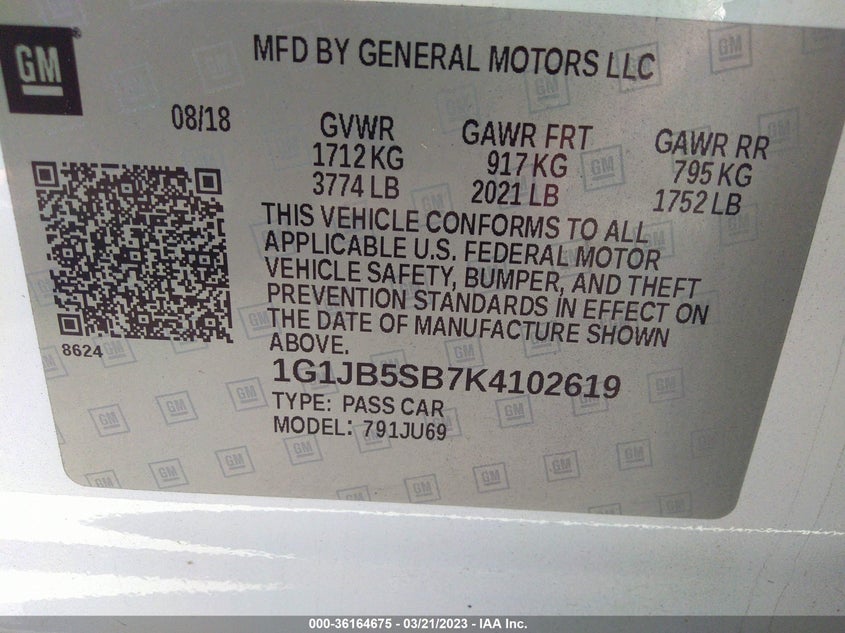 GM
MFD BY GENERAL MOTORS LLC
08/18 GVWR GAWR FRT GAWR RR
1712 KG 917 KG 795 KG
3774 LB 2021 LB 1752 LB
THIS VEHICLE CONFORMS TO ALL
APPLICABLE U.S. FEDERAL MOTOR
VEHICLE SAFETY, BUMPER, AND THEFT
PREVENTION STANDARDS IN EFFECT ON
THE DATE OF MANUFACTURE SHOWN
ABOVE.
8624
1G1JB5SB7K4102619
TYPE: PASS CAR
MODEL: 791JU69
000-36164675 — 03/21/2023 — IAA Inc.